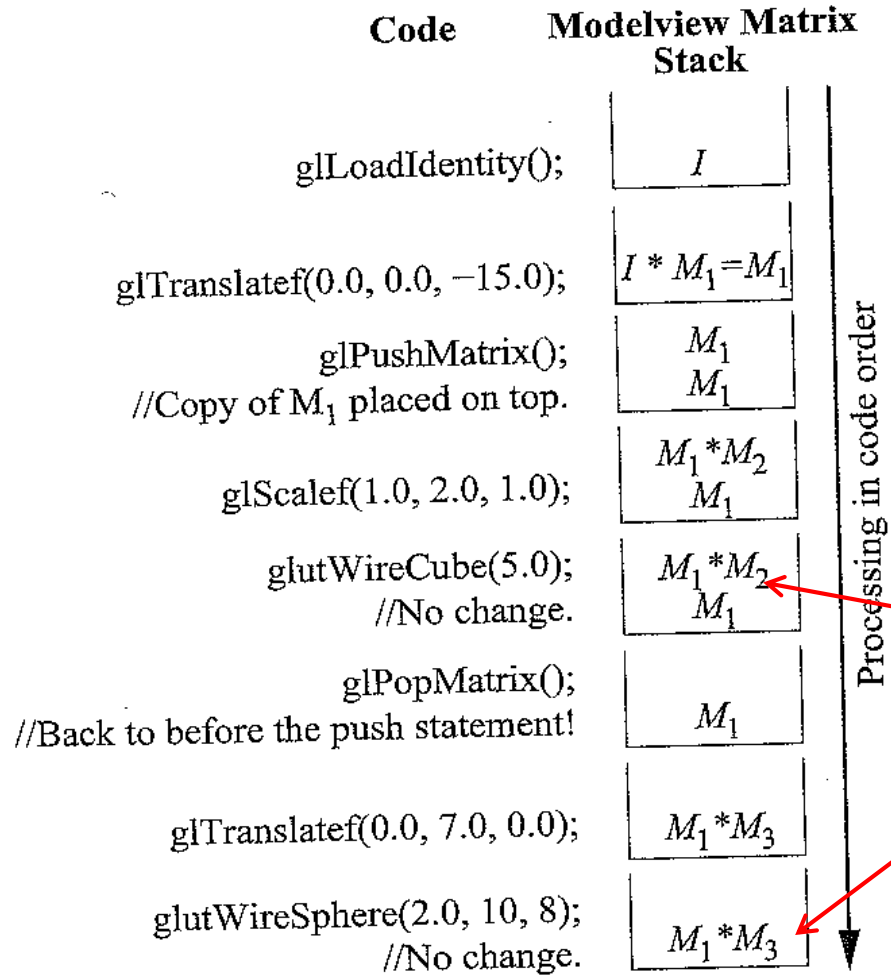 Code Modelview Matrix
Stack
glLoadIdentity(); I
glTranslatef(0.0, 0.0, −15.0); I * M₁=M₁
glPushMatrix(); M₁
//Copy of M₁ placed on top. M₁
M₁*M₂
glScalef(1.0, 2.0, 1.0); M₁
glutWireCube(5.0); M₁*M₂
//No change. M₁
glPopMatrix();
//Back to before the push statement! M₁
glTranslatef(0.0, 7.0, 0.0); M₁*M₃
glutWireSphere(2.0, 10, 8);
//No change. M₁*M₃
Processing in code order